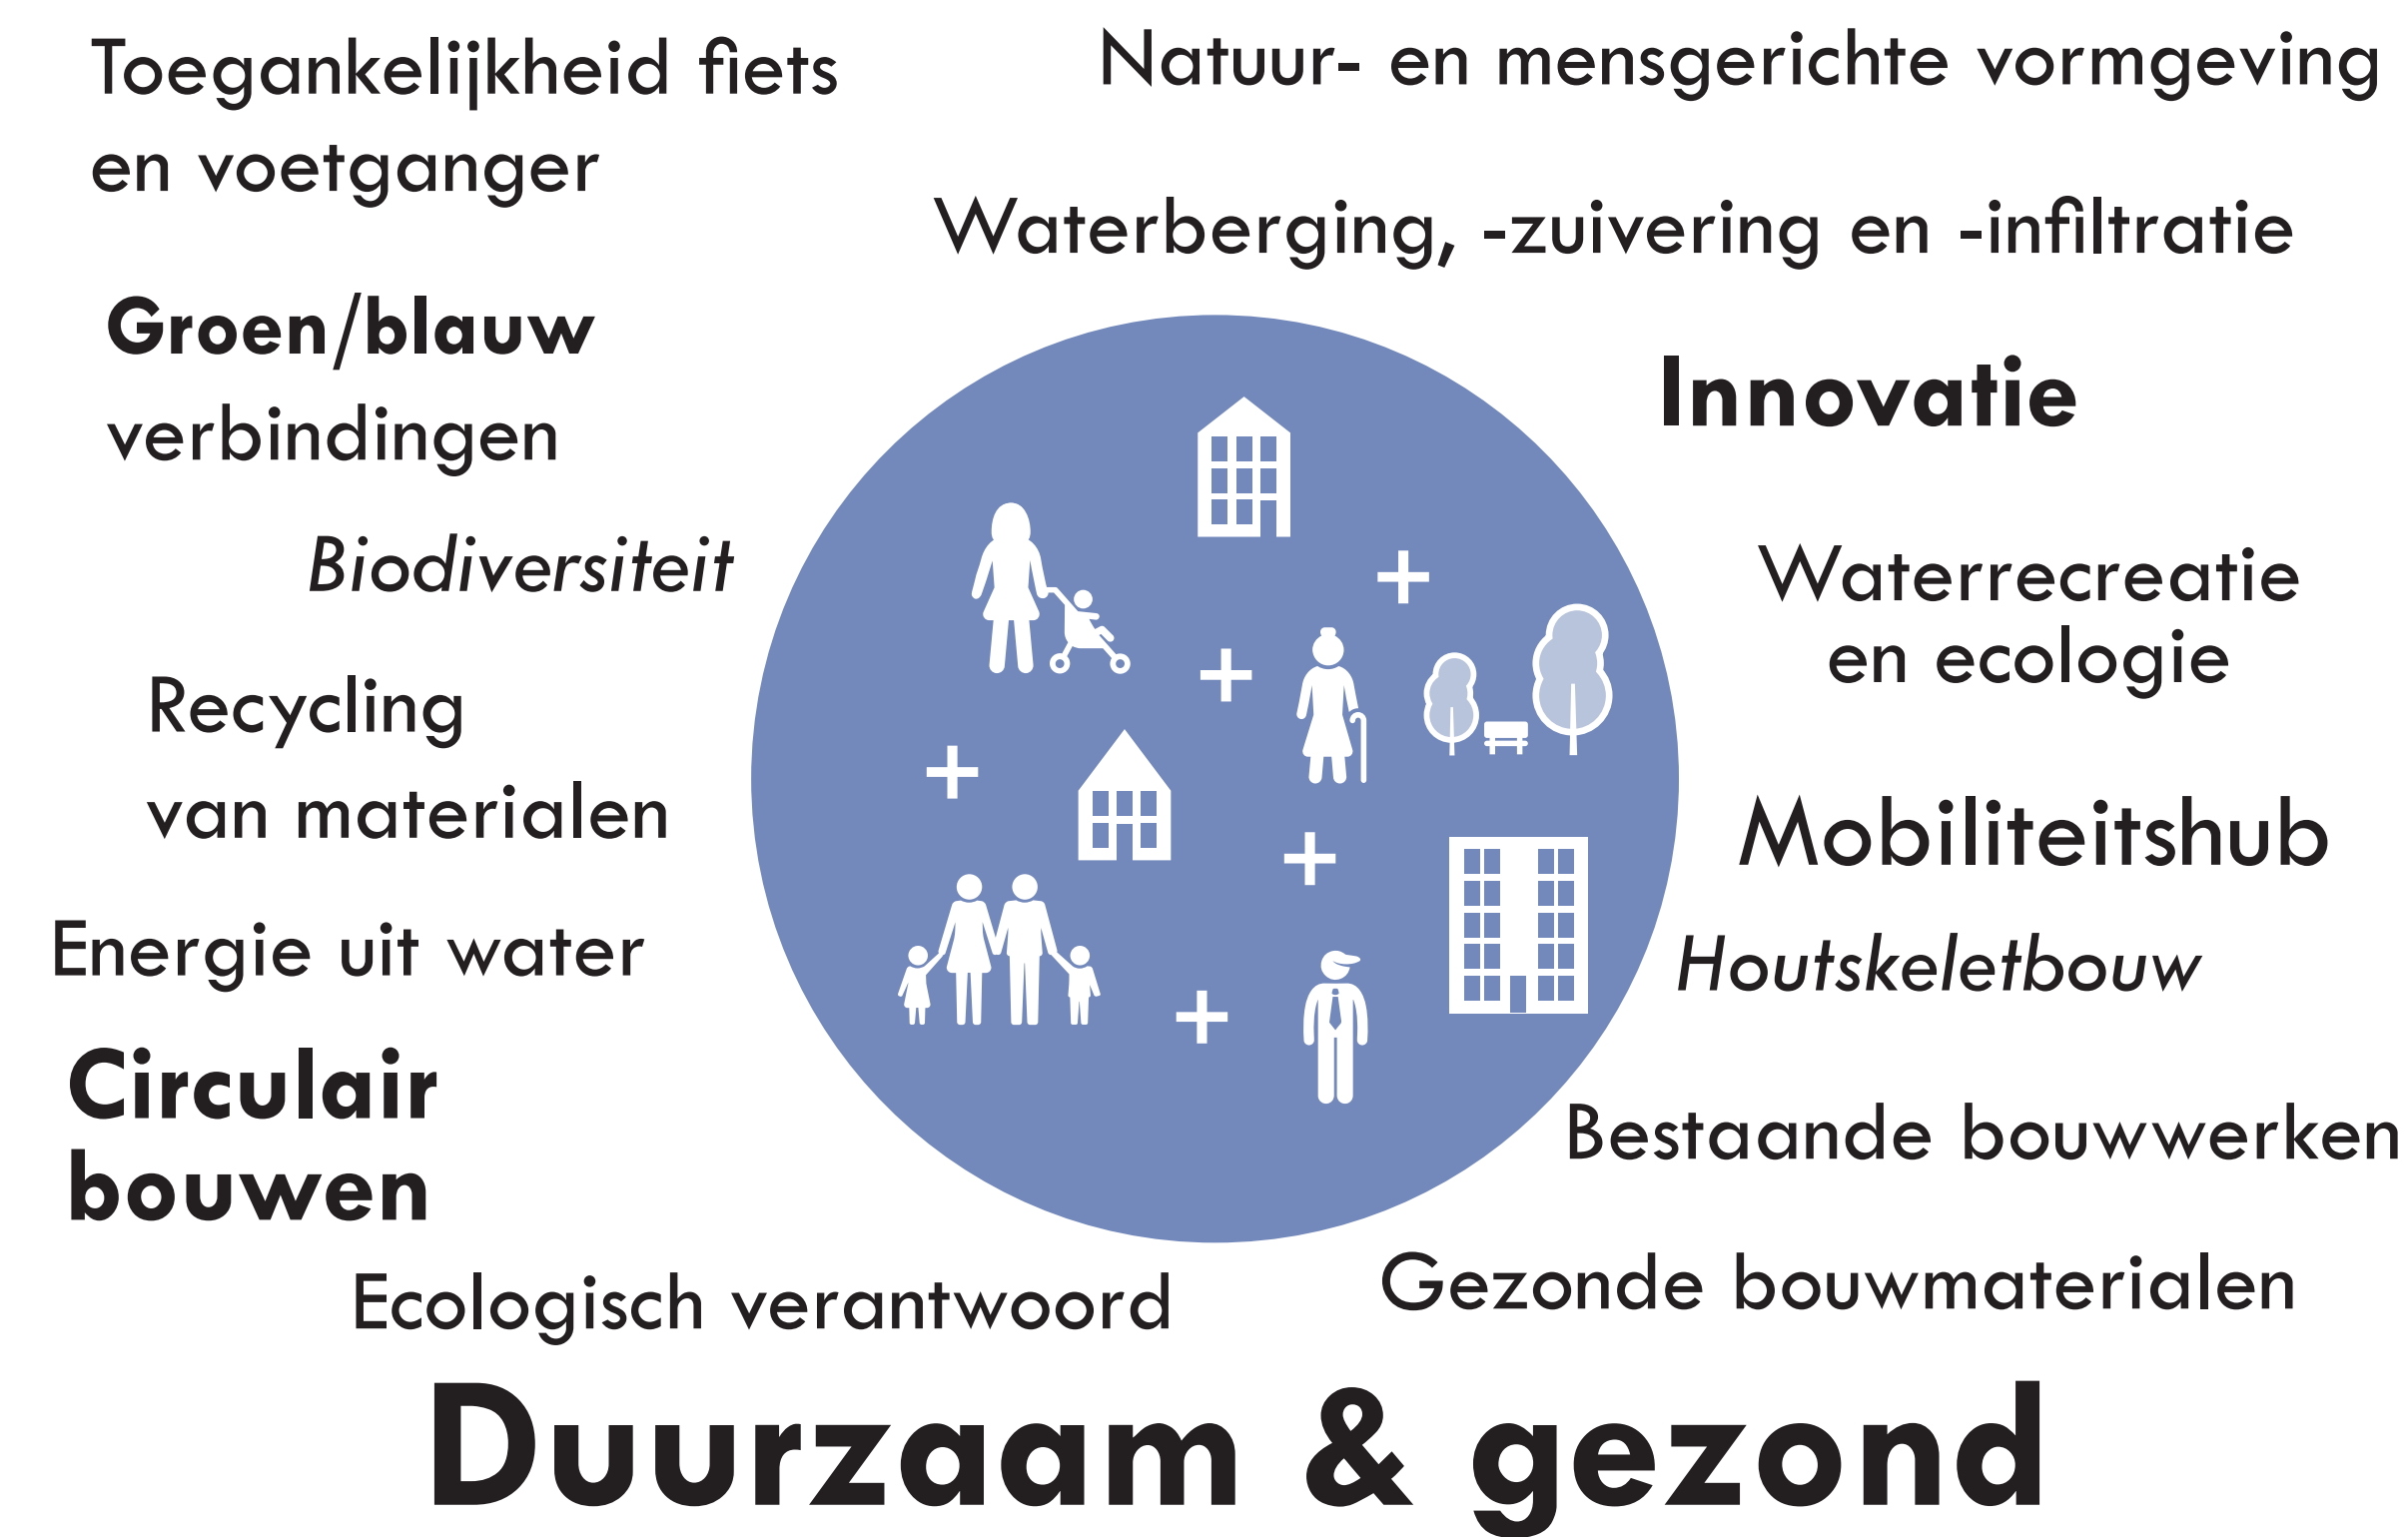 Toegankelijkheid fiets
en voetganger
Natuur- en mensgerichte vormgeving
Waterberging, -zuivering en -infiltratie
Groen/blauw
verbindingen
Innovatie
Biodiversiteit
Waterrecreatie
en ecologie
Recycling
van materialen
Mobiliteitshub
Energie uit water
Houtskeletbouw
Circulair
bouwen
Bestaande bouwwerken
Ecologisch verantwoord
Gezonde bouwmaterialen
Duurzaam & gezond